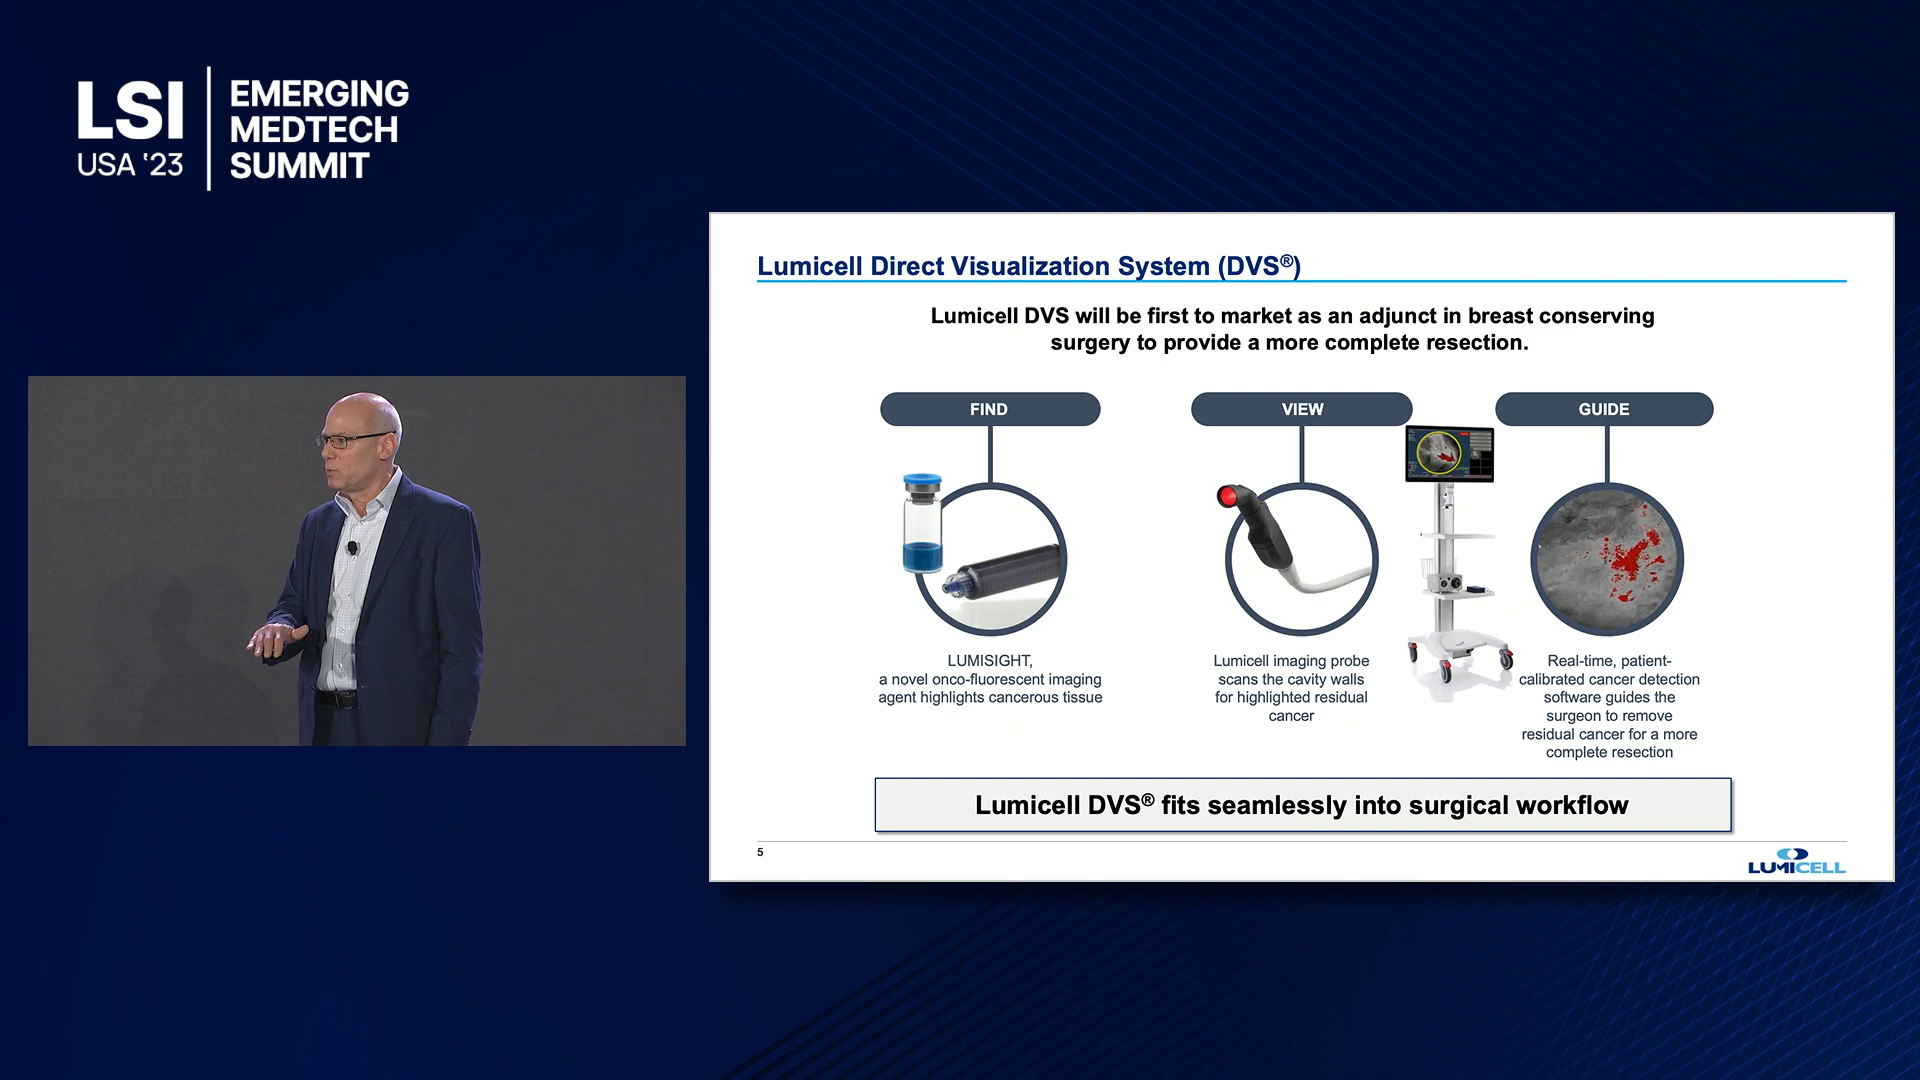 LSI
USA '23
EMERGING
MEDTECH
SUMMIT
Lumicell Direct Visualization System (DVS®)
Lumicell DVS will be first to market as an adjunct in breast conserving
surgery to provide a more complete resection.
FIND
VIEW
GUIDE
LUMISIGHT,
a novel onco-fluorescent imaging
agent highlights cancerous tissue
Lumicell imaging probe
scans the cavity walls
for highlighted residual
cancer
Real-time, patient-
calibrated cancer detection
software guides the
surgeon to remove
residual cancer for a more
complete resection
Lumicell DVS® fits seamlessly into surgical workflow
5
LUMICELL